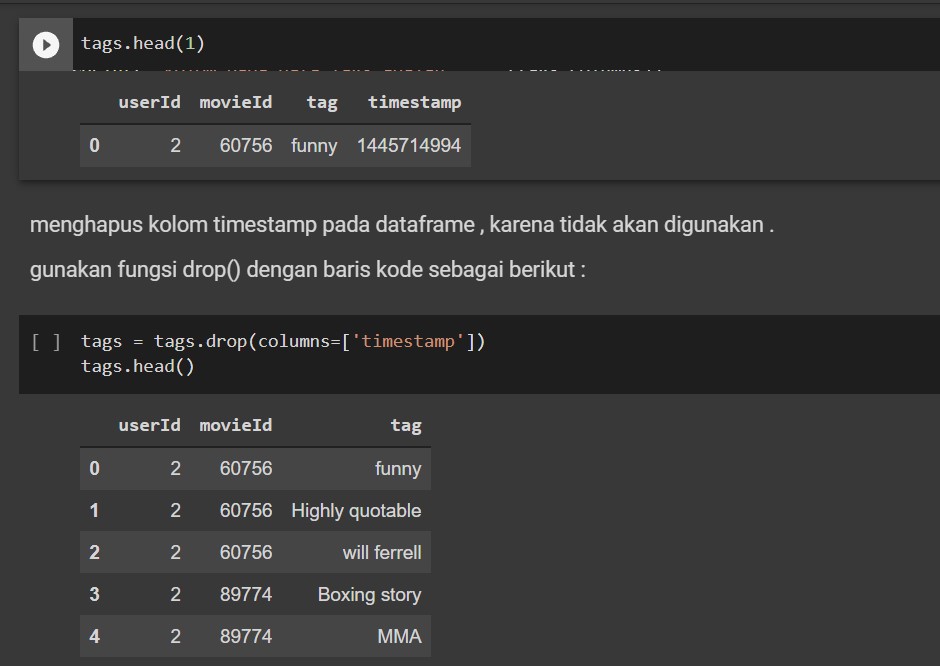 tags.head(1)
userId movieId tag timestamp
0 2 60756 funny 1445714994
menghapus kolom timestamp pada dataframe , karena tidak akan digunakan .
gunakan fungsi drop() dengan baris kode sebagai berikut :
[ ] tags = tags.drop(columns=['timestamp'])
tags.head()
userId movieId tag
0 2 60756 funny
1 2 60756 Highly quotable
2 2 60756 will ferrell
3 2 89774 Boxing story
4 2 89774 MMA